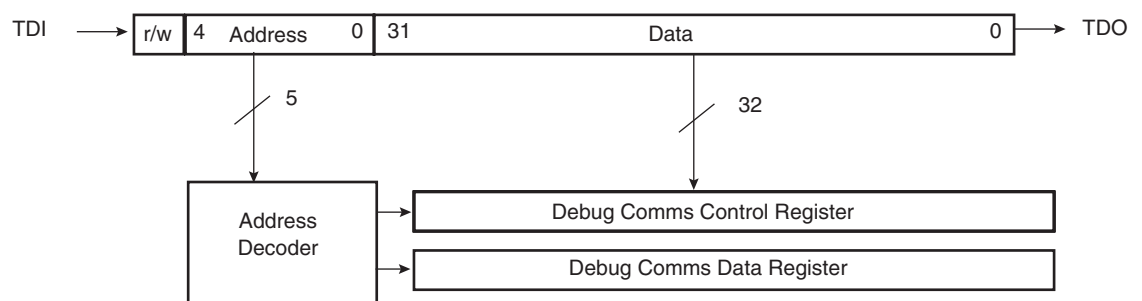 TDI r/w 4 Address 0 31 Data 0 TDO
5
32
Address
Decoder
Debug Comms Control Register
Debug Comms Data Register